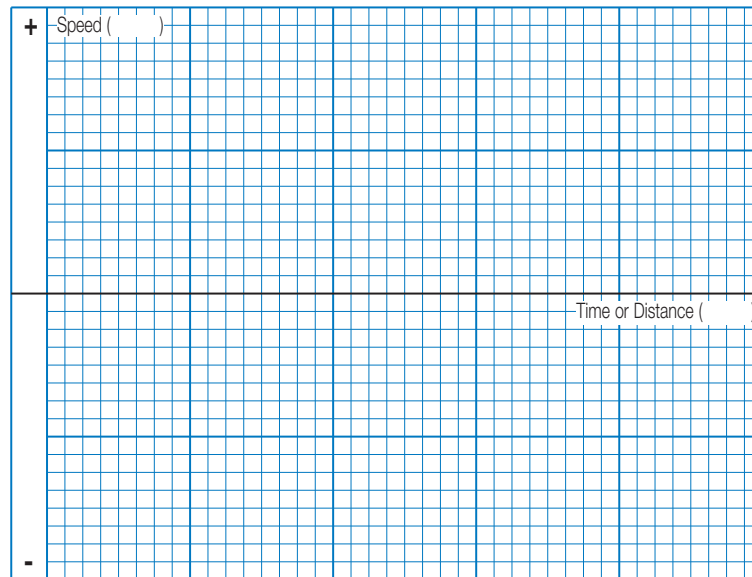 + Speed ( )
Time or Distance ( )
-